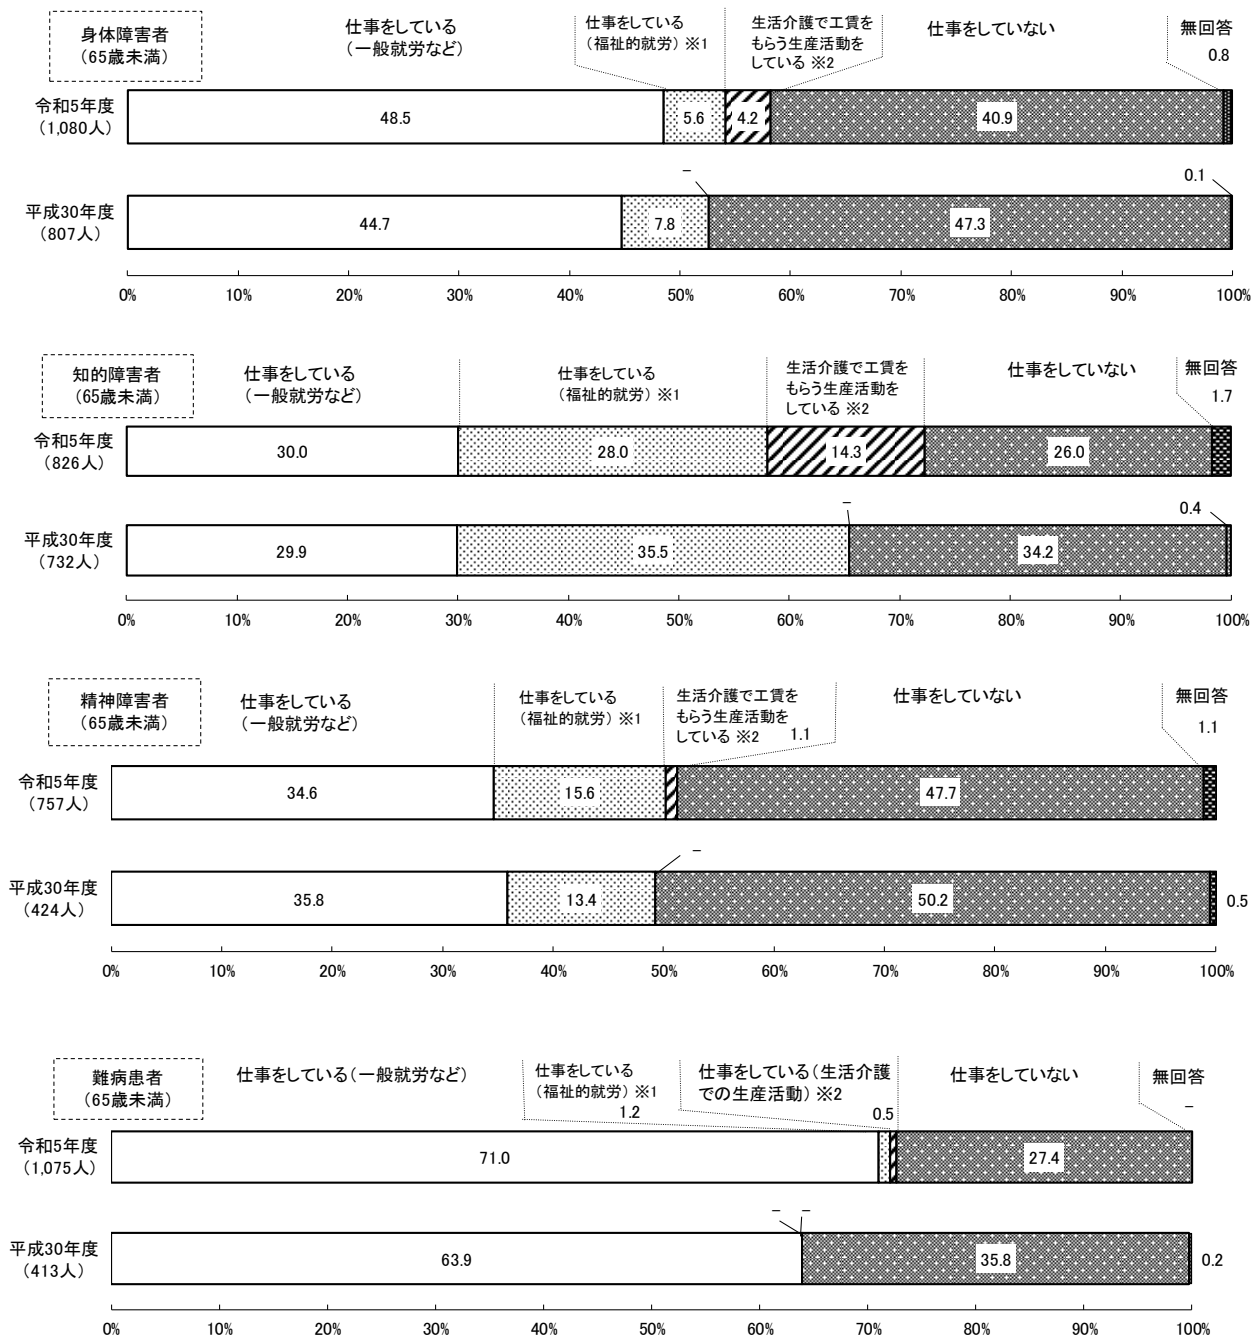 身体障害者
(65歳未満)
仕事をしている
(一般就労など)
仕事をしている
(福祉的就労) ※1
生活介護で工賃を
もらう生産活動を
している ※2
仕事をしていない
無回答
0.8
令和5年度
(1,080人)
48.5
5.6
4.2
40.9
–
0.1
平成30年度
(807人)
44.7
7.8
47.3
0% 10% 20% 30% 40% 50% 60% 70% 80% 90% 100%
知的障害者
(65歳未満)
仕事をしている
(一般就労など)
仕事をしている
(福祉的就労) ※1
生活介護で工賃を
もらう生産活動を
している ※2
仕事をしていない
無回答
1.7
令和5年度
(826人)
30.0
28.0
14.3
26.0
–
0.4
平成30年度
(732人)
29.9
35.5
34.2
0% 10% 20% 30% 40% 50% 60% 70% 80% 90% 100%
精神障害者
(65歳未満)
仕事をしている
(一般就労など)
仕事をしている
(福祉的就労) ※1
生活介護で工賃を
もらう生産活動を
している ※2
1.1
仕事をしていない
無回答
1.1
令和5年度
(757人)
34.6
15.6
47.7
–
平成30年度
(424人)
35.8
13.4
50.2
0.5
0% 10% 20% 30% 40% 50% 60% 70% 80% 90% 100%
難病患者
(65歳未満)
仕事をしている(一般就労など)
仕事をしている
(福祉的就労) ※1
1.2
仕事をしている(生活介護
での生産活動) ※2
0.5
仕事をしていない
無回答
–
令和5年度
(1,075人)
71.0
27.4
– –
平成30年度
(413人)
63.9
35.8
0.2
0% 10% 20% 30% 40% 50% 60% 70% 80% 90% 100%